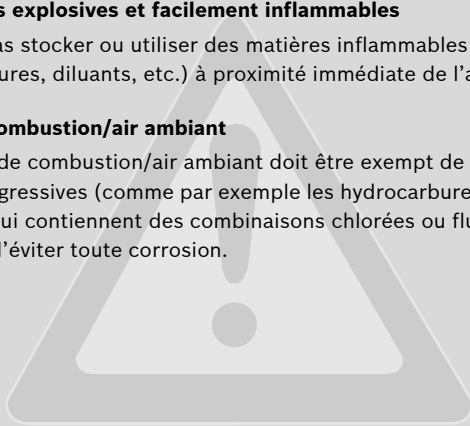 s explosives et facilement inflammables
as stocker ou utiliser des matières inflammables
ures, diluants, etc.) à proximité immédiate de l'a
ombustion/air ambiant
de combustion/air ambiant doit être exempt de
gressives (comme par exemple les hydrocarbure
ui contiennent des combinaisons chlorées ou flu
l'éviter toute corrosion.